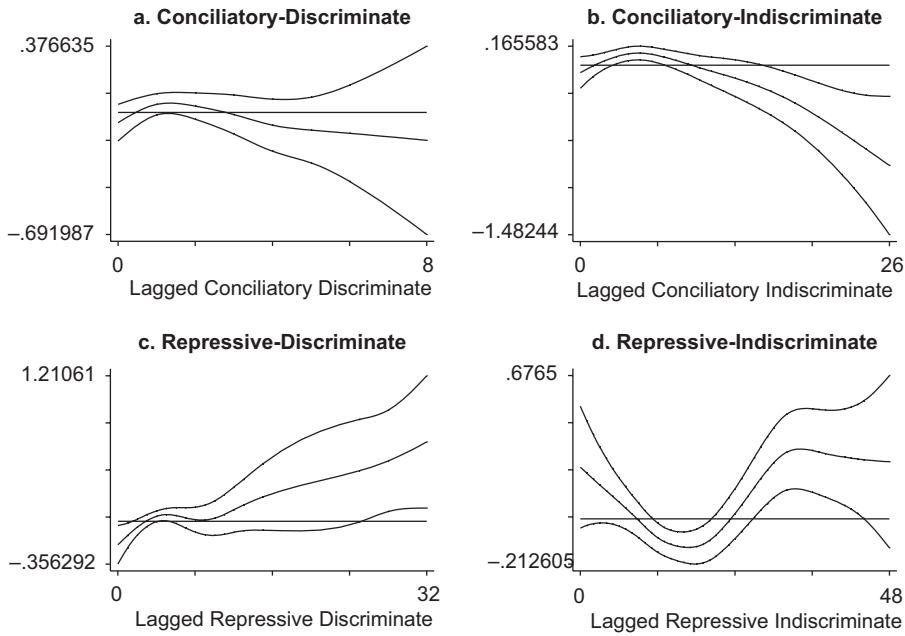 a. Conciliatory-Discriminate
.376635
–.691987
0
8
Lagged Conciliatory Discriminate
b. Conciliatory-Indiscriminate
.165583
–1.48244
0
26
Lagged Conciliatory Indiscriminate
c. Repressive-Discriminate
1.21061
–.356292
0
32
Lagged Repressive Discriminate
d. Repressive-Indiscriminate
.6765
–.212605
0
48
Lagged Repressive Indiscriminate